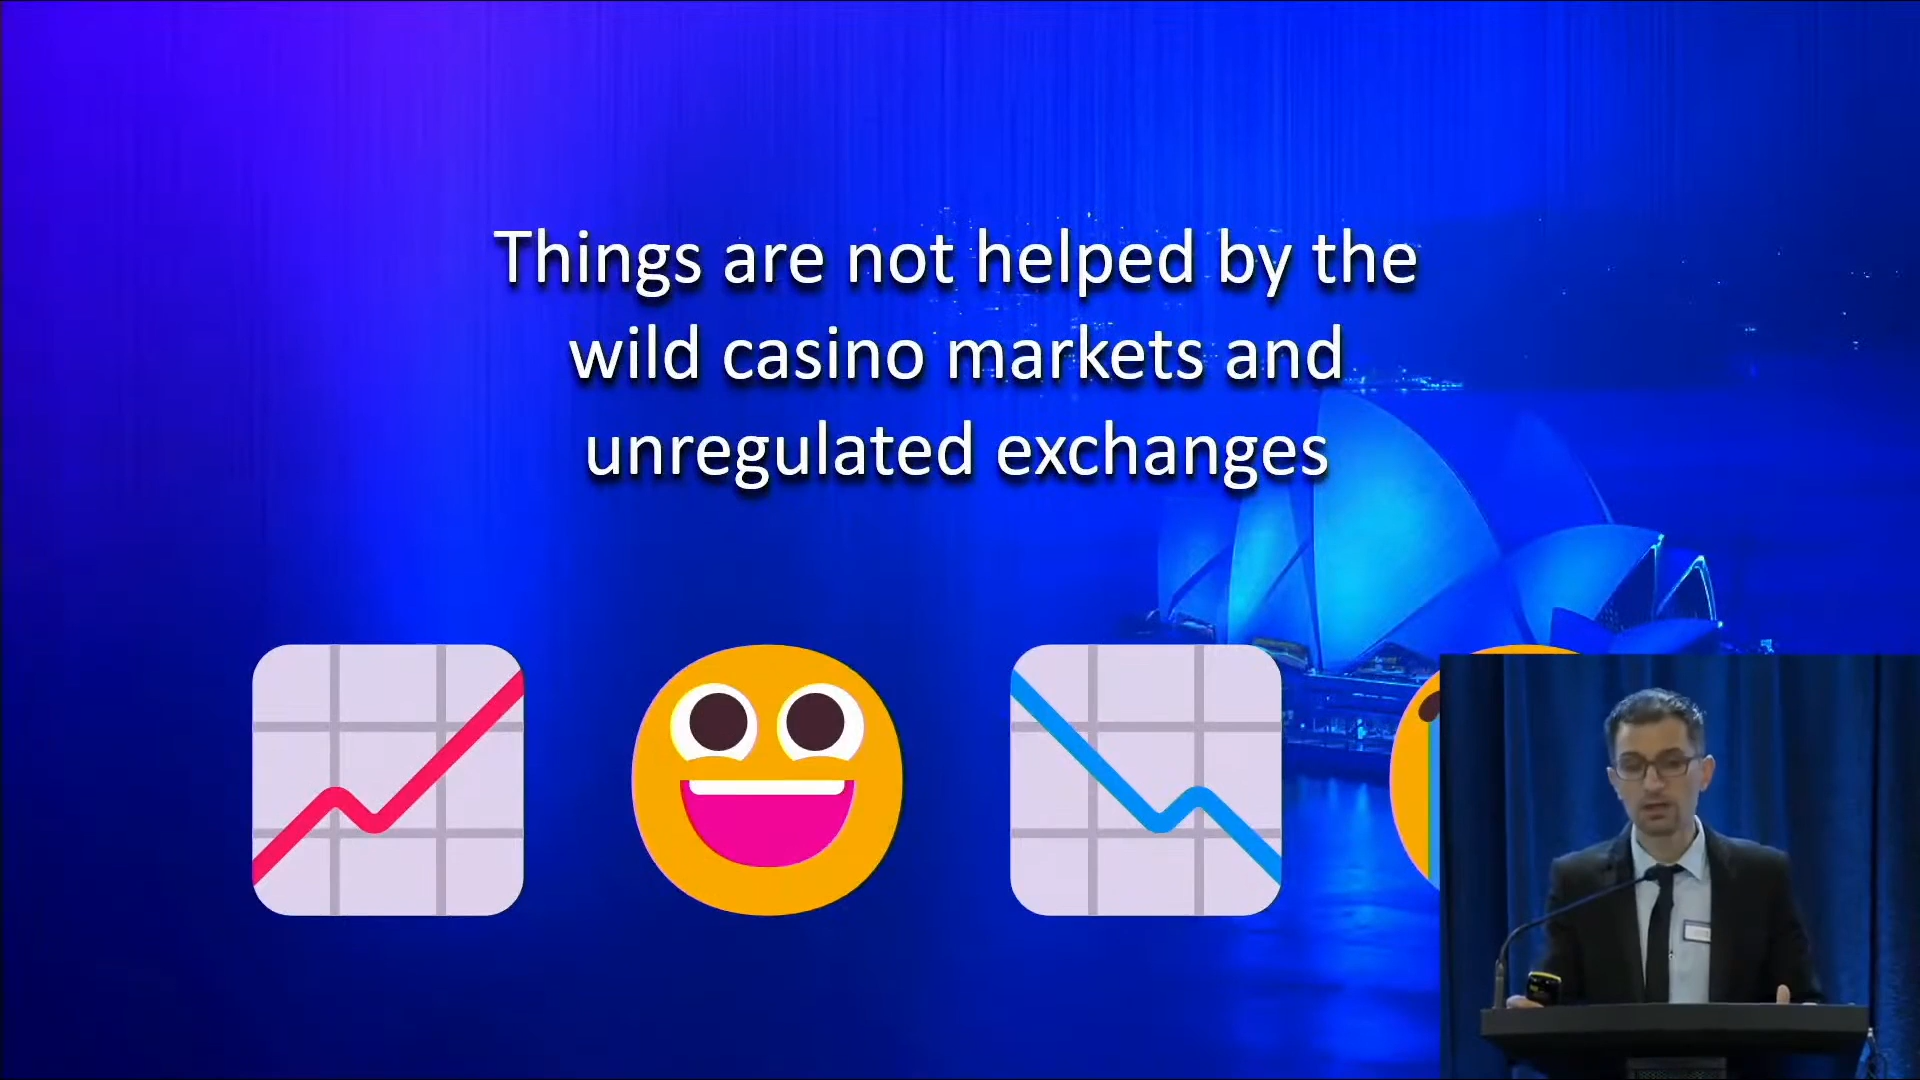 Things are not helped by the
wild casino markets and
unregulated exchanges